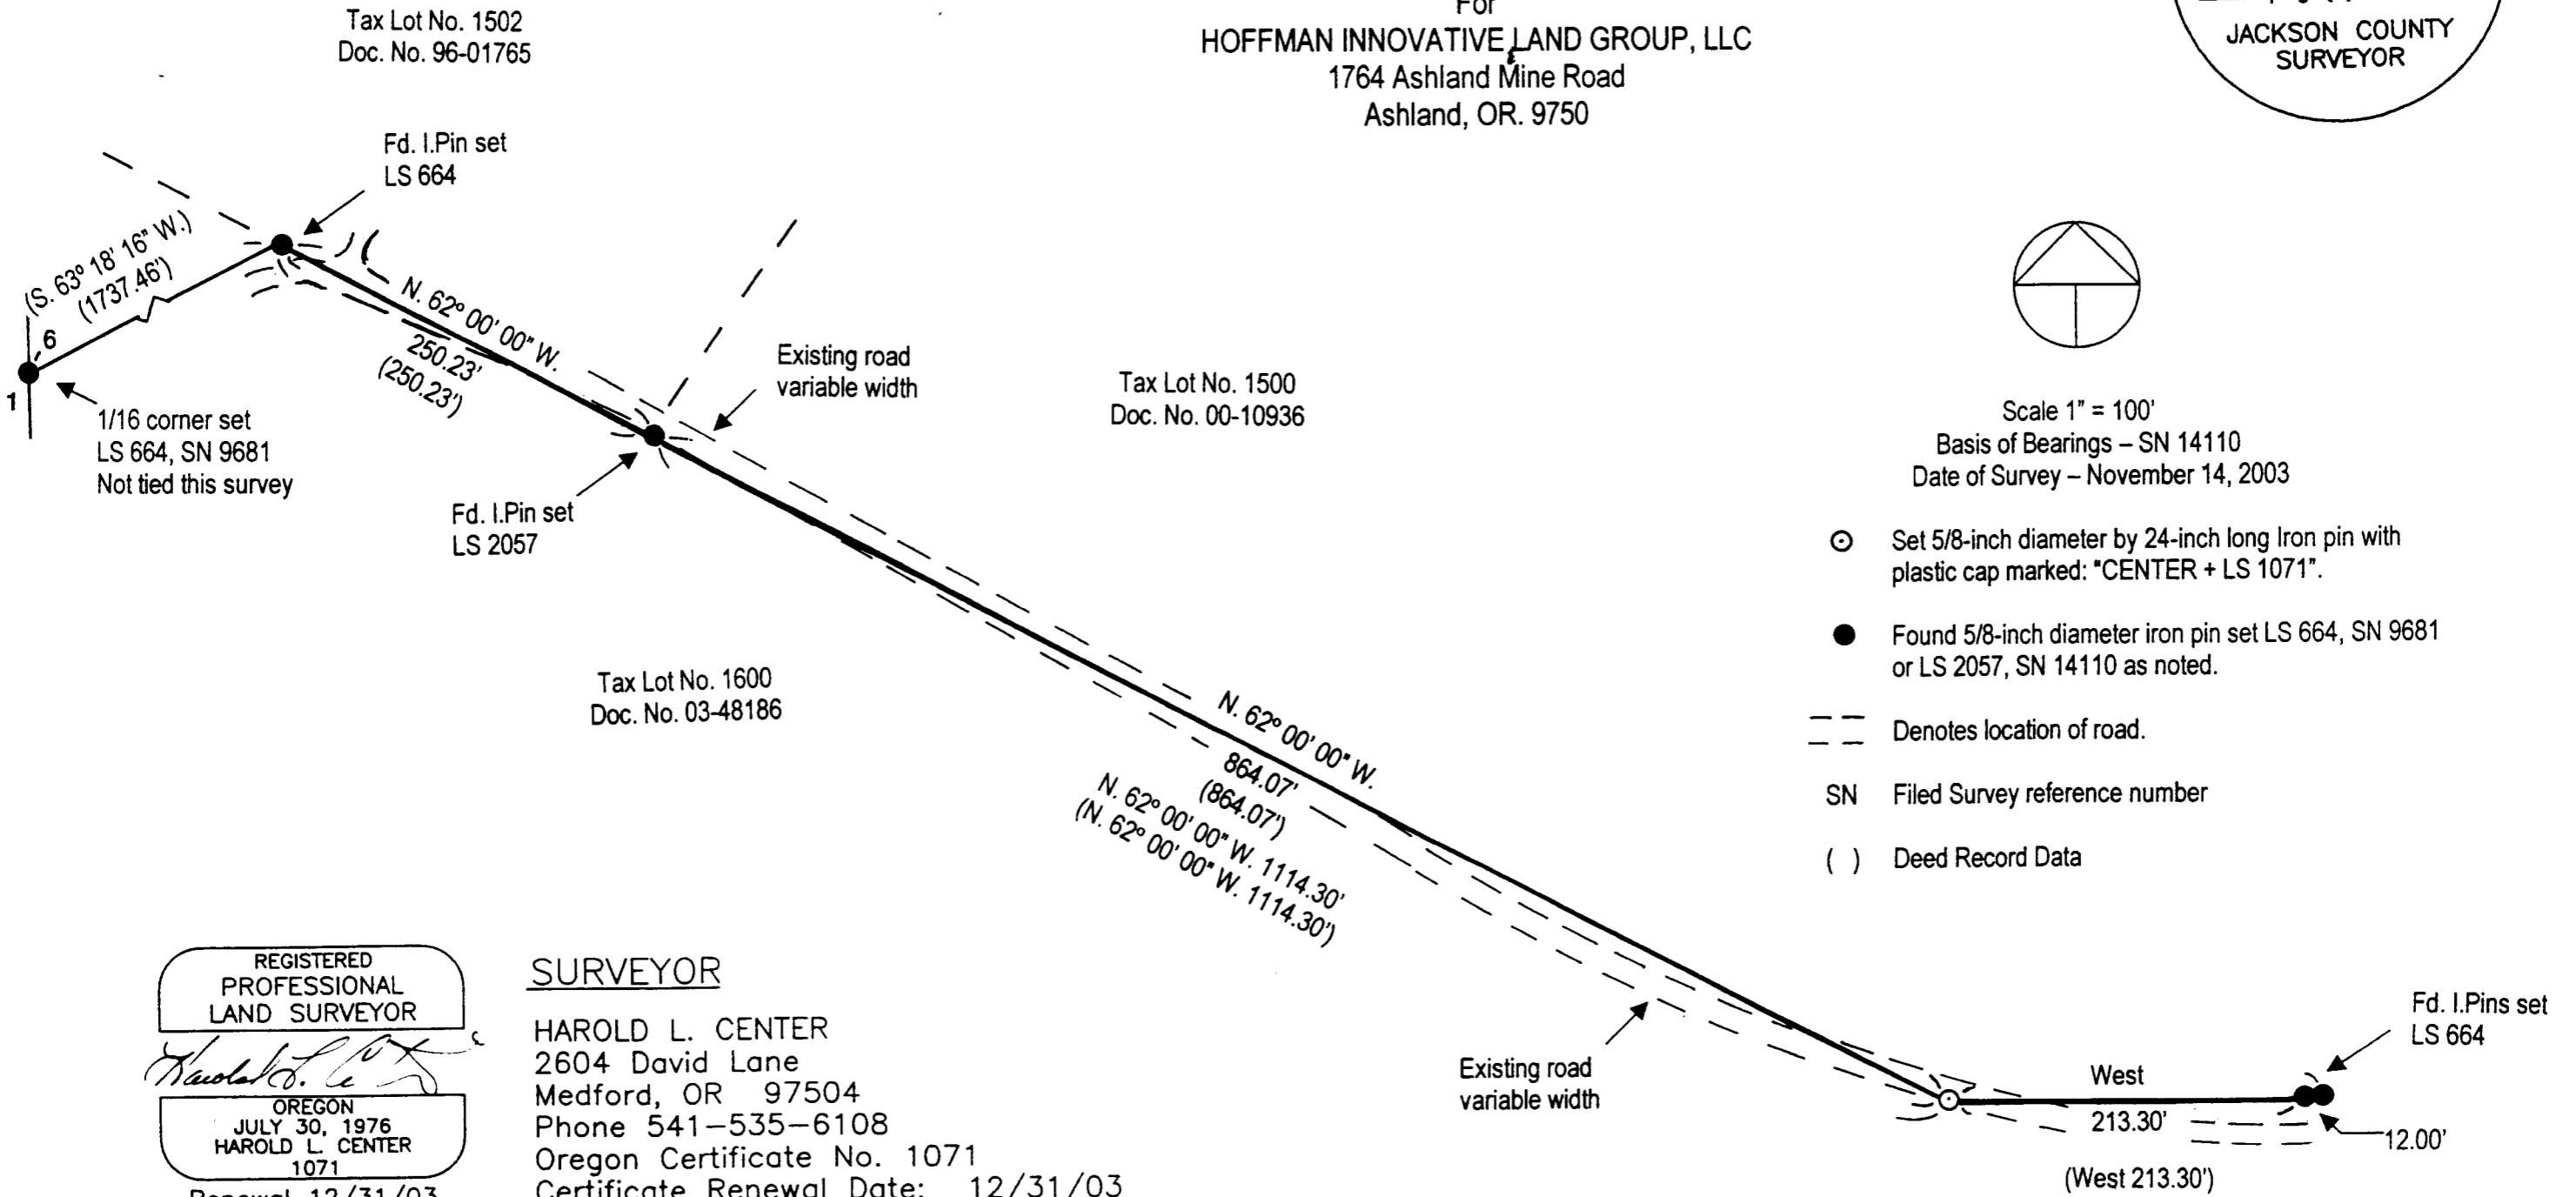 Tax Lot No. 1502
Doc. No. 96-01765
For
HOFFMAN INNOVATIVE LAND GROUP, LLC
1764 Ashland Mine Road
Ashland, OR. 9750
JACKSON COUNTY
SURVEYOR
Fd. I.Pin set
LS 664
(S. 63° 18' 16" W.)
(1737.46')
6
1
1/16 corner set
LS 664, SN 9681
Not tied this survey
N. 62° 00' 00" W.
250.23'
(250.23')
Existing road
variable width
Fd. I.Pin set
LS 2057
Tax Lot No. 1500
Doc. No. 00-10936
Tax Lot No. 1600
Doc. No. 03-48186
Scale 1" = 100'
Basis of Bearings – SN 14110
Date of Survey – November 14, 2003
Set 5/8-inch diameter by 24-inch long Iron pin with
plastic cap marked: "CENTER + LS 1071".
Found 5/8-inch diameter iron pin set LS 664, SN 9681
or LS 2057, SN 14110 as noted.
Denotes location of road.
SN Filed Survey reference number
( ) Deed Record Data
N. 62° 00' 00" W.
864.07'
(864.07')
N. 62° 00' 00" W. 1114.30'
(N. 62° 00' 00" W. 1114.30')
Existing road
variable width
West
213.30'
(West 213.30')
Fd. I.Pins set
LS 664
12.00'
REGISTERED
PROFESSIONAL
LAND SURVEYOR
OREGON
JULY 30, 1976
HAROLD L. CENTER
1071
Renewal 12/31/03
SURVEYOR
HAROLD L. CENTER
2604 David Lane
Medford, OR 97504
Phone 541-535-6108
Oregon Certificate No. 1071
Certificate Renewal Date: 12/31/03